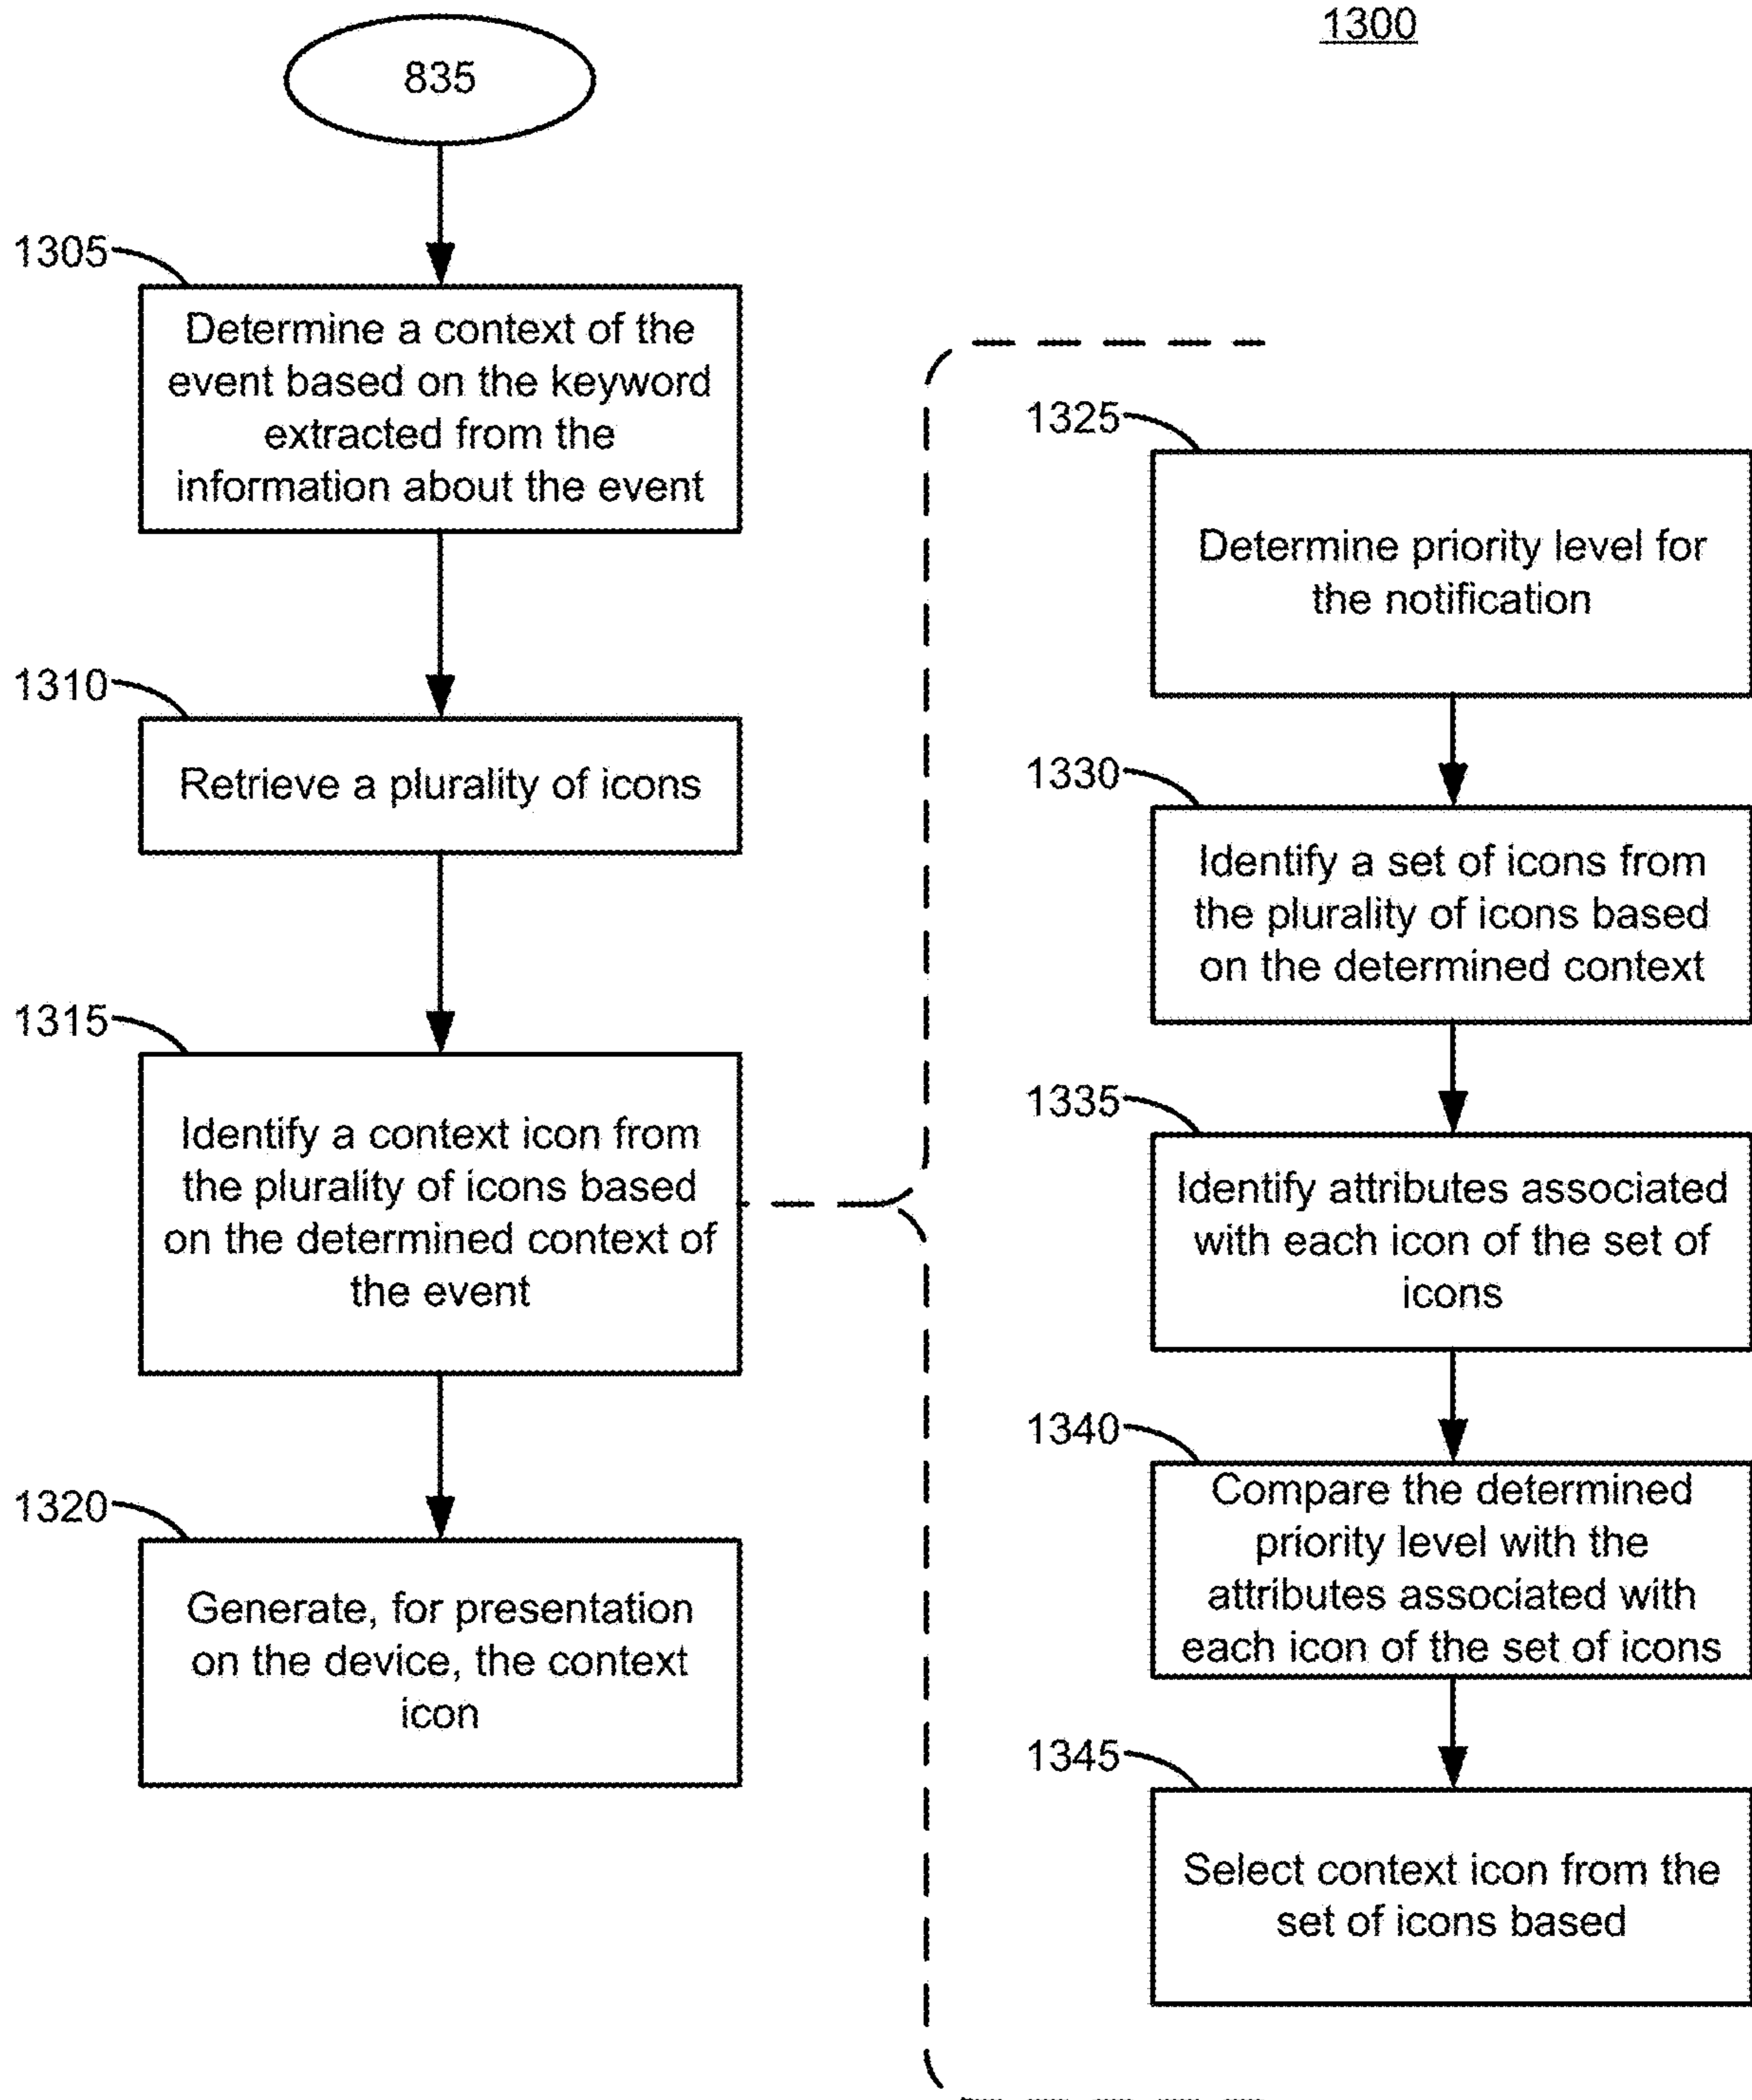 1300
835
1305
Determine a context of the
event based on the keyword
extracted from the
information about the event
1310
Retrieve a plurality of icons
1315
Identify a context icon from
the plurality of icons based
on the determined context of
the event
1320
Generate, for presentation
on the device, the context
icon
1325
Determine priority level for
the notification
1330
Identify a set of icons from
the plurality of icons based
on the determined context
1335
Identify attributes associated
with each icon of the set of
icons
1340
Compare the determined
priority level with the
attributes associated with
each icon of the set of icons
1345
Select context icon from the
set of icons based